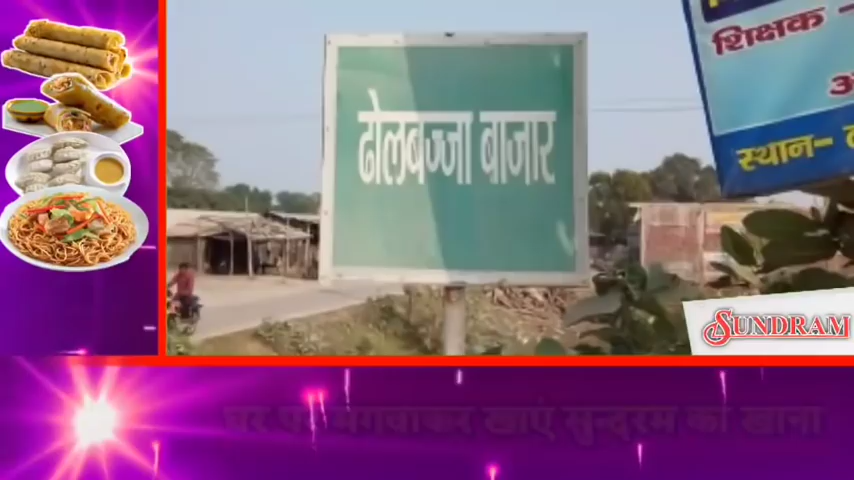 ढोलबज्जा बाजार
शिक्षक
स्थान-
SUNDRAM
घर पर मंगवाकर खाएं सुन्दरम का खाना